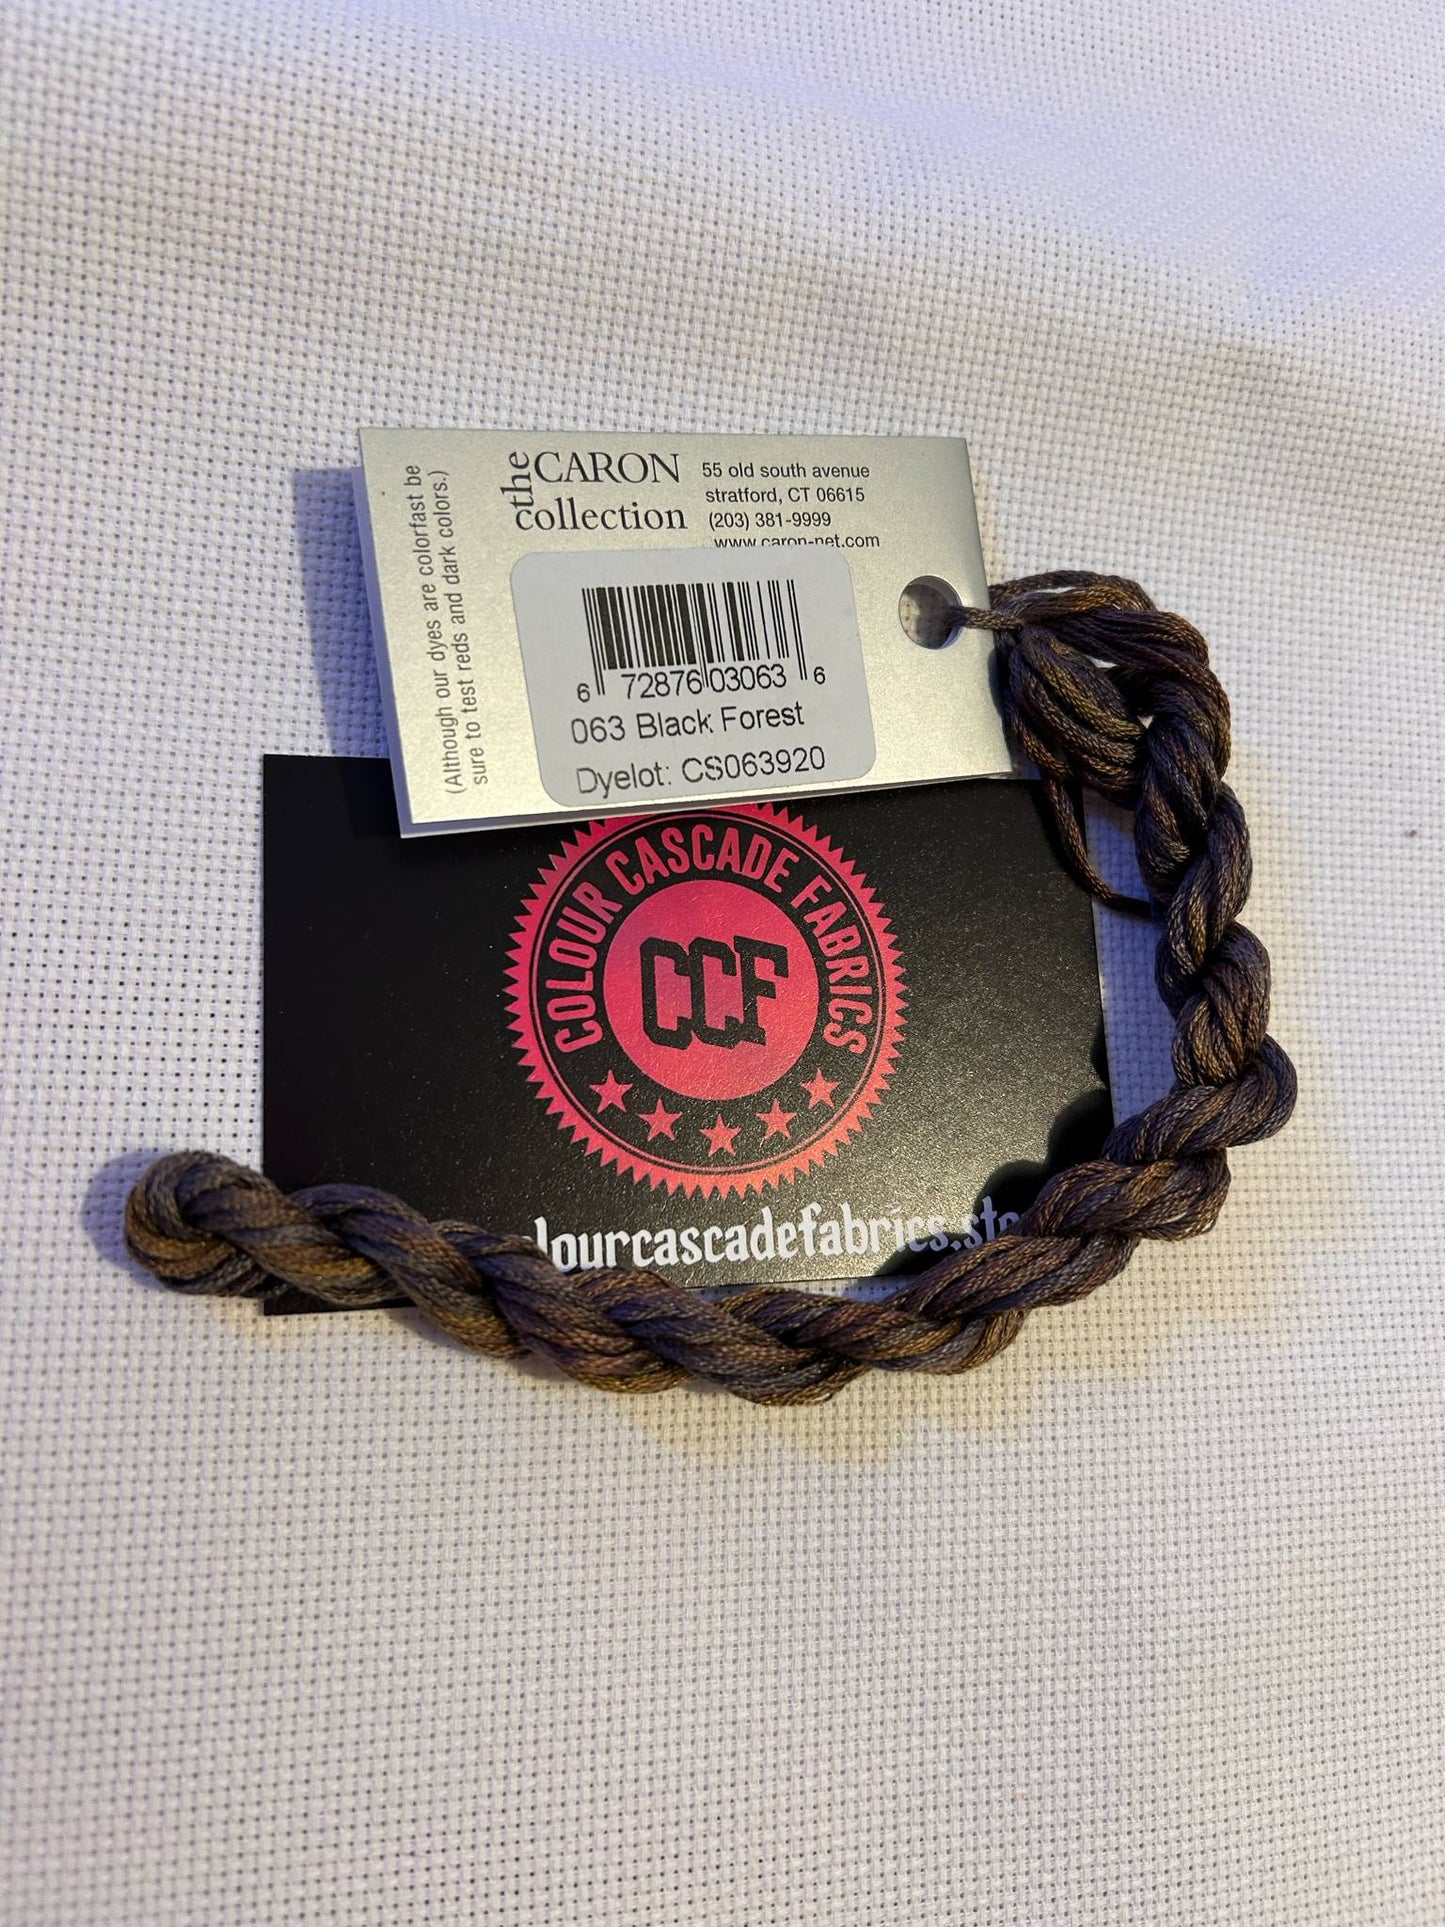 the CARON
collection
55 old south avenue
stratford, CT 06615
(203) 381-9999
www.caron-net.com
(Although our dyes are colorfast be
sure to test reds and dark colors.)
6 72876 03063 6
063 Black Forest
Dyelot: CS063920
COLOUR CASCADE FABRICS
CCF
lourcascadefabrics.sto